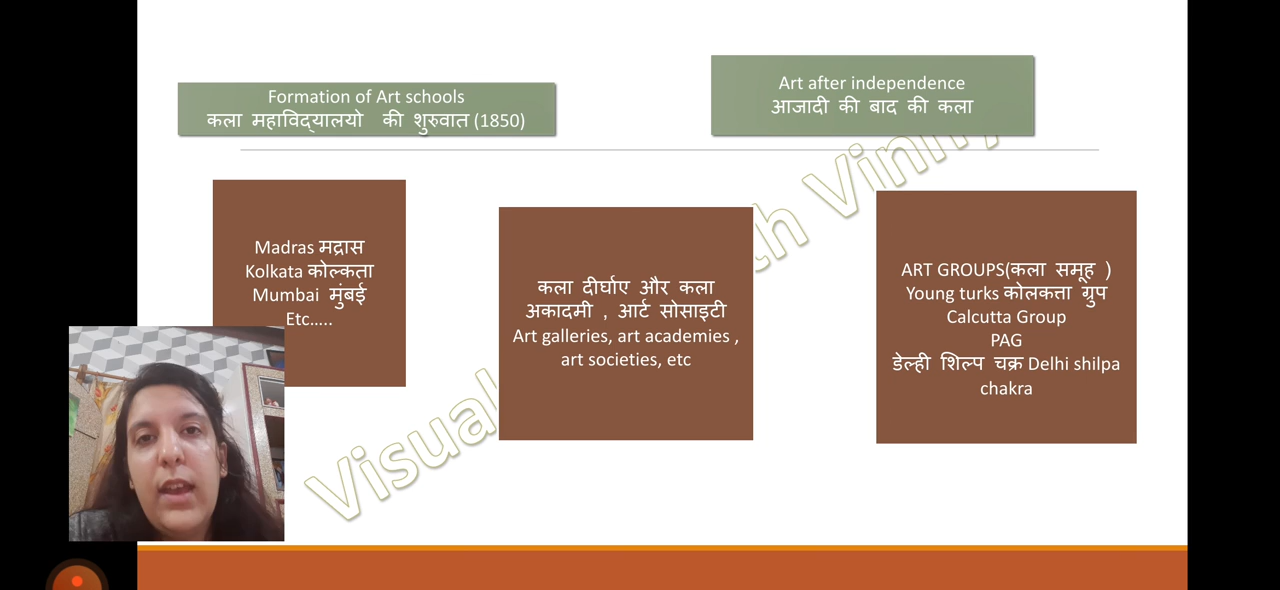 Formation of Art schools
कला महाविद्यालयो की शुरुवात (1850)
Art after independence
आजादी की बाद की कला
Madras मद्रास
Kolkata कोल्कता
Mumbai मुंबई
Etc.....
कला दीर्घाए और कला
अकादमी , आर्ट सोसाइटी
Art galleries, art academies ,
art societies, etc
ART GROUPS(कला समूह )
Young turks कोलकत्ता ग्रुप
Calcutta Group
PAG
डेल्ही शिल्प चक्र Delhi shilpa
chakra
Visual